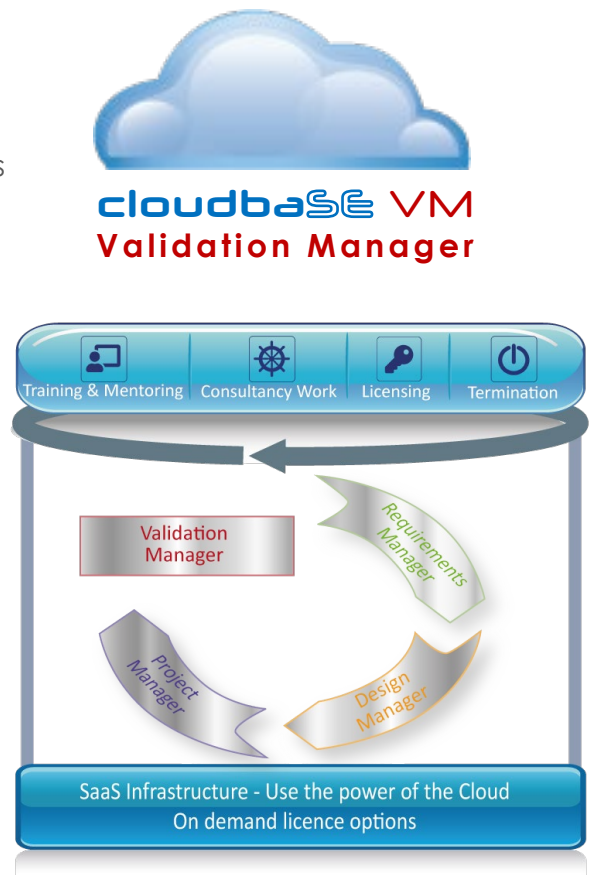 S
cloudbaSE VM
Validation Manager
Training & Mentoring
Consultancy Work
Licensing
Termination
Validation
Manager
Requirements
Manager
Project
Manager
Design
Manager
SaaS Infrastructure - Use the power of the Cloud
On demand licence options